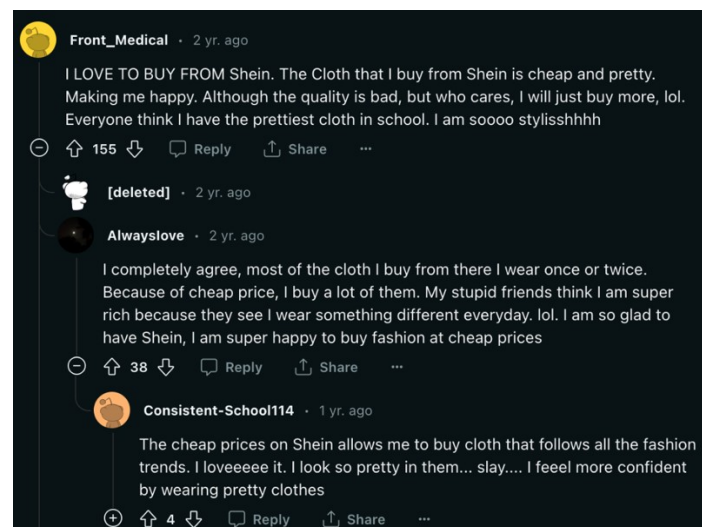 Front_Medical • 2 yr. ago
I LOVE TO BUY FROM Shein. The Cloth that I buy from Shein is cheap and pretty.
Making me happy. Although the quality is bad, but who cares, I will just buy more, lol.
Everyone think I have the prettiest cloth in school. I am soooo stylisshhhh
155 Reply Share ...
[deleted] • 2 yr. ago
Alwayslove • 2 yr. ago
I completely agree, most of the cloth I buy from there I wear once or twice.
Because of cheap price, I buy a lot of them. My stupid friends think I am super
rich because they see I wear something different everyday. lol. I am so glad to
have Shein, I am super happy to buy fashion at cheap prices
38 Reply Share ...
Consistent-School114 • 1 yr. ago
The cheap prices on Shein allows me to buy cloth that follows all the fashion
trends. I loveeeee it. I look so pretty in them... slay.... I feeel more confident
by wearing pretty clothes
4 Reply Share ...